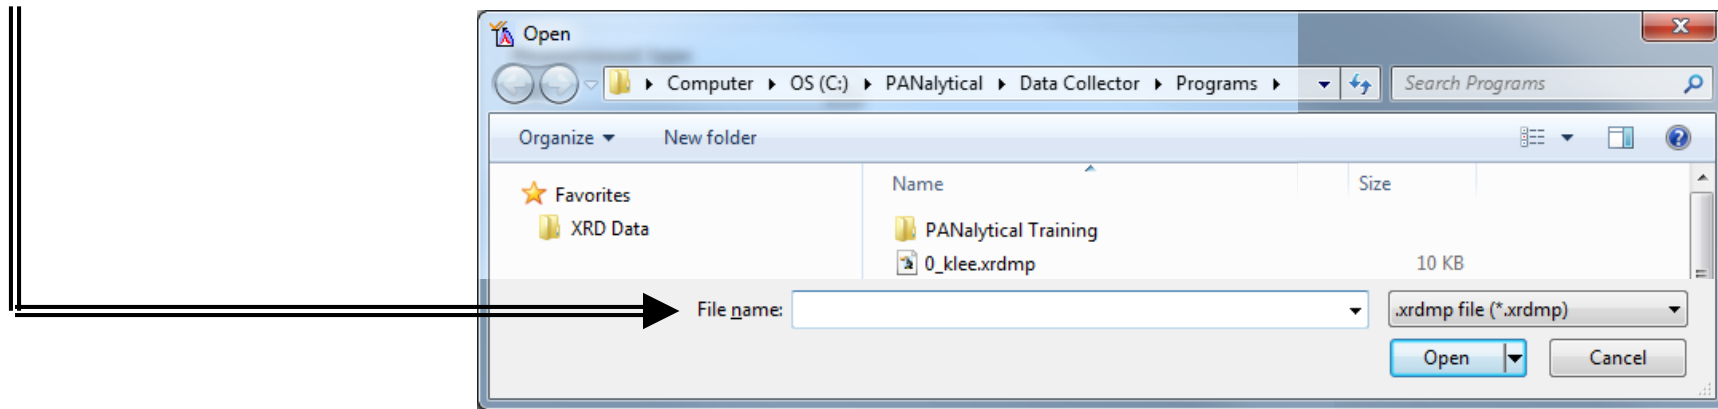 Open
Computer OS (C:) PANalytical Data Collector Programs Search Programs
Organize New folder
Favorites Name Size
XRD Data PANalytical Training
0_klee.xrdmp 10 KB
File name: .xrdmp file (*.xrdmp)
Open Cancel